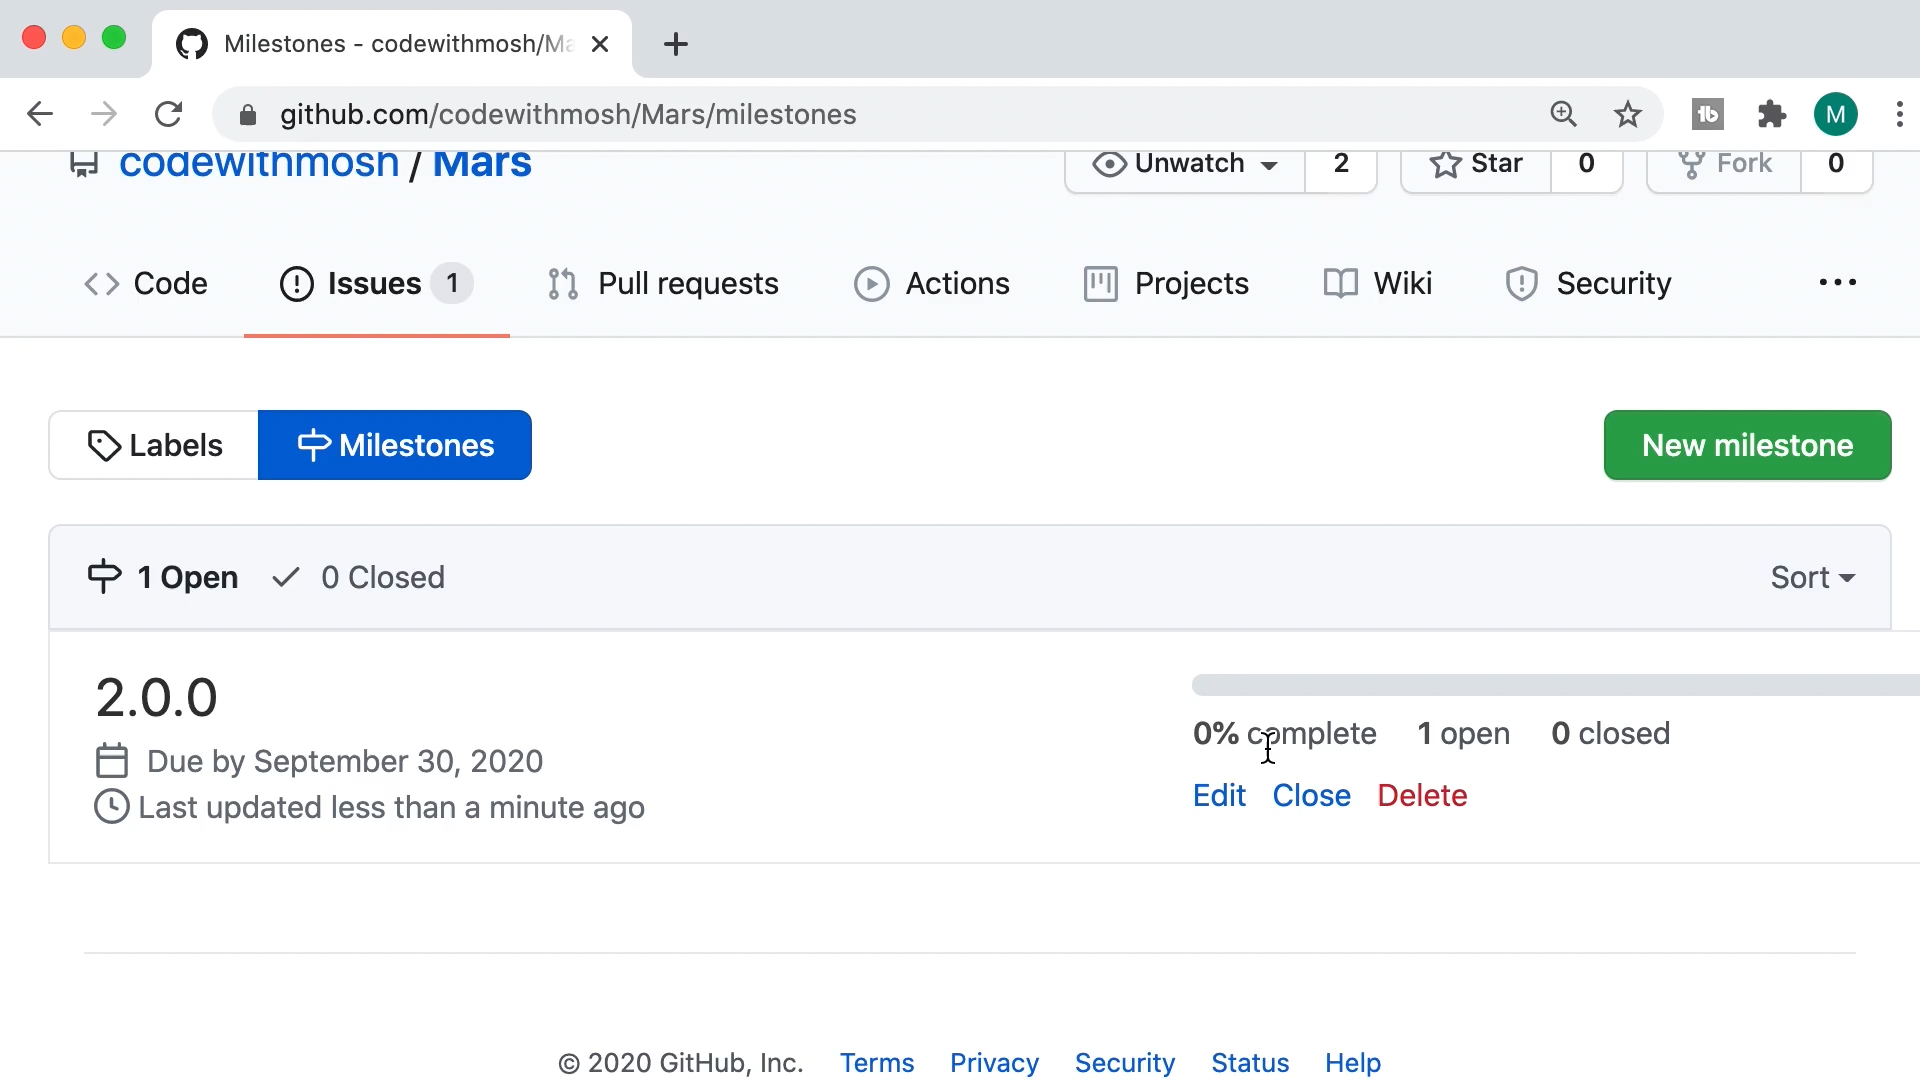 Milestones - codewithmosh/Ma
github.com/codewithmosh/Mars/milestones
M
codewithmosh / Mars
Unwatch 2 Star 0 Fork 0
Code Issues 1 Pull requests Actions Projects Wiki Security
Labels Milestones New milestone
1 Open 0 Closed Sort
2.0.0
0% complete 1 open 0 closed
Due by September 30, 2020
Edit Close Delete
Last updated less than a minute ago
© 2020 GitHub, Inc. Terms Privacy Security Status Help